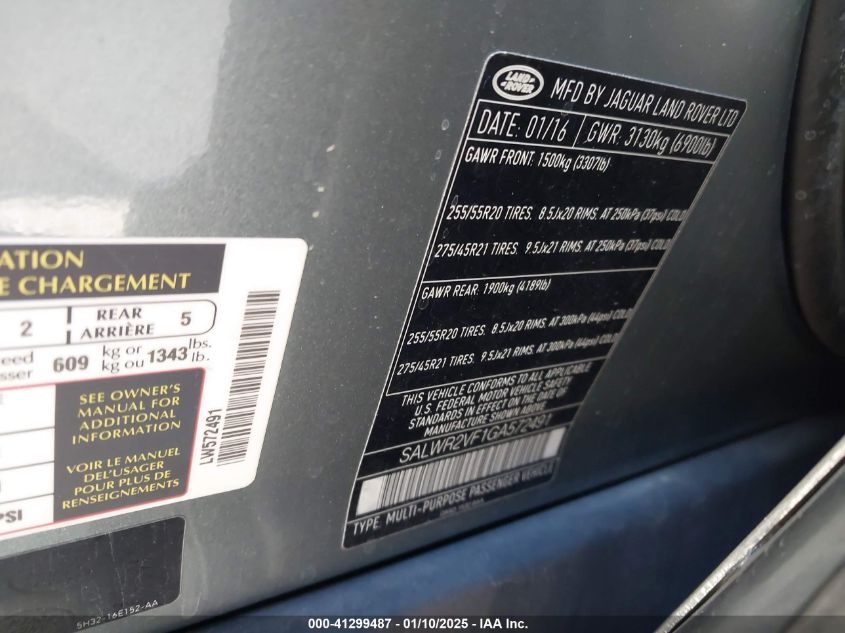 LAND ROVER
MFD BY JAGUAR LAND ROVER LTD
DATE: 01/16 GWR: 3130kg (6900lb)
GAWR FRONT: 1500kg (3307lb)
255/55R20 TIRES. 8.5Jx20 RIMS. AT 250kPa (37psi) COLD
275/45R21 TIRES. 9.5Jx21 RIMS. AT 250kPa (37psi) COLD
GAWR REAR: 1900kg (4189lb)
255/55R20 TIRES. 8.5Jx20 RIMS. AT 300kPa (44psi) COLD
275/45R21 TIRES. 9.5Jx21 RIMS. AT 300kPa (44psi) COLD
THIS VEHICLE CONFORMS TO ALL APPLICABLE
U.S. FEDERAL MOTOR VEHICLE SAFETY
STANDARDS IN EFFECT ON THE DATE OF
MANUFACTURE SHOWN ABOVE.
SALWR2VF1GA572491
TYPE: MULTI-PURPOSE PASSENGER VEHICLE
ATION
E CHARGEMENT
2 REAR ARRIÈRE 5
eed
sser 609 kg or kg ou 1343 lbs. lb.
SEE OWNER'S
MANUAL FOR
ADDITIONAL
INFORMATION
VOIR LE MANUEL
DE L'USAGER
POUR PLUS DE
RENSEIGNEMENTS
PSI
LW572491
5H32-16E152-AA
000-41299487 - 01/10/2025 - IAA Inc.